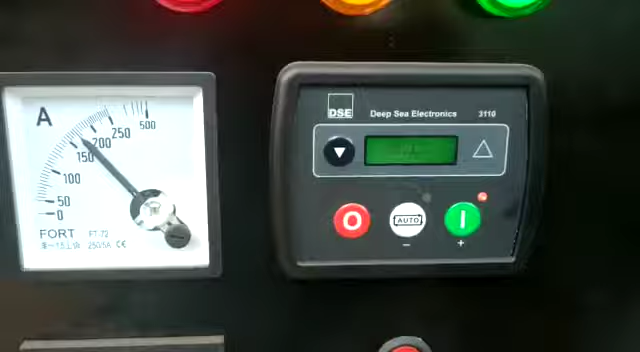 A
500
250
200
150
100
50
0
FORT FT-72
250/5A CE
DSE
Deep Sea Electronics 3110
AUTO
O
I
−
+